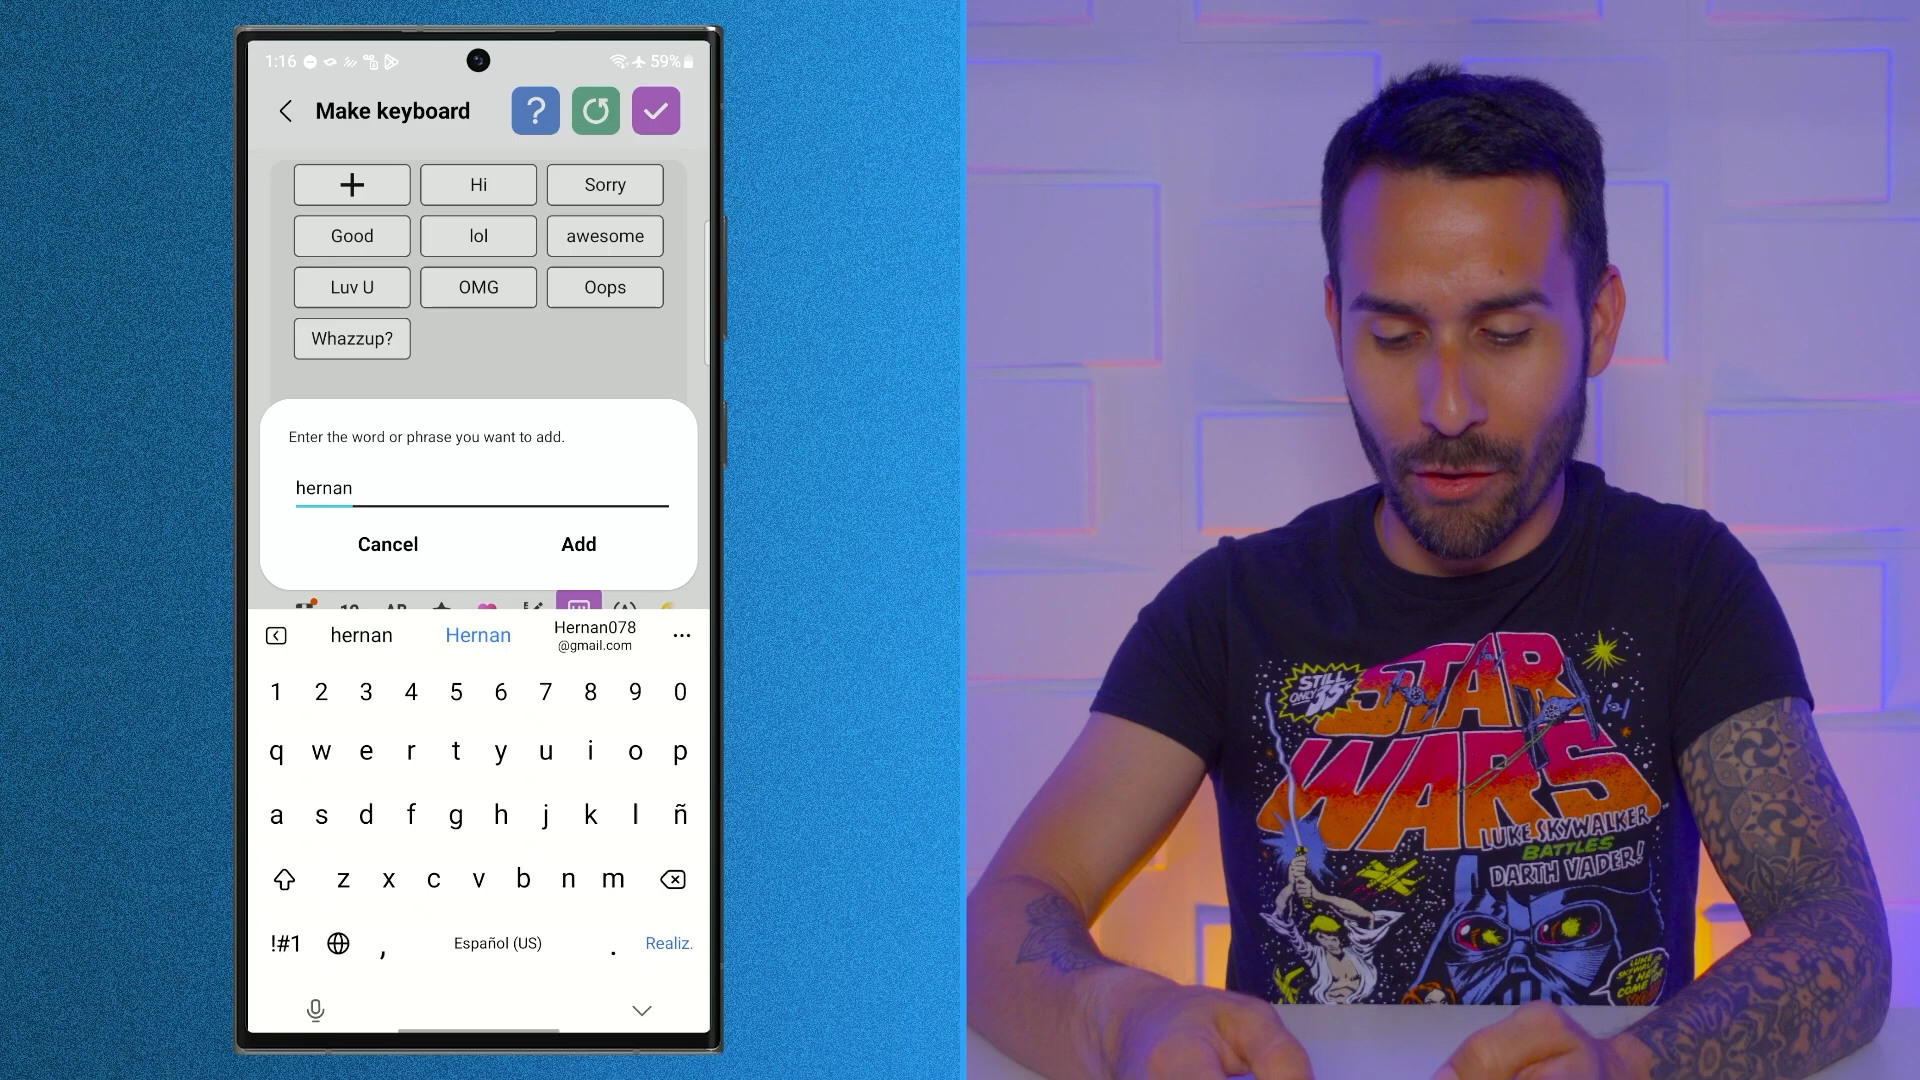 1:16
59%
Make keyboard
?
+
Hi
Sorry
Good
lol
awesome
Luv U
OMG
Oops
Whazzup?
Enter the word or phrase you want to add.
hernan
Cancel
Add
hernan
Hernan
Hernan078
@gmail.com
...
1 2 3 4 5 6 7 8 9 0
q w e r t y u i o p
a s d f g h j k l ñ
z x c v b n m
!#1
,
Español (US)
.
Realiz.
STILL
ONLY 35¢
STAR
WARS
LUKE SKYWALKER
BATTLES
DARTH VADER!